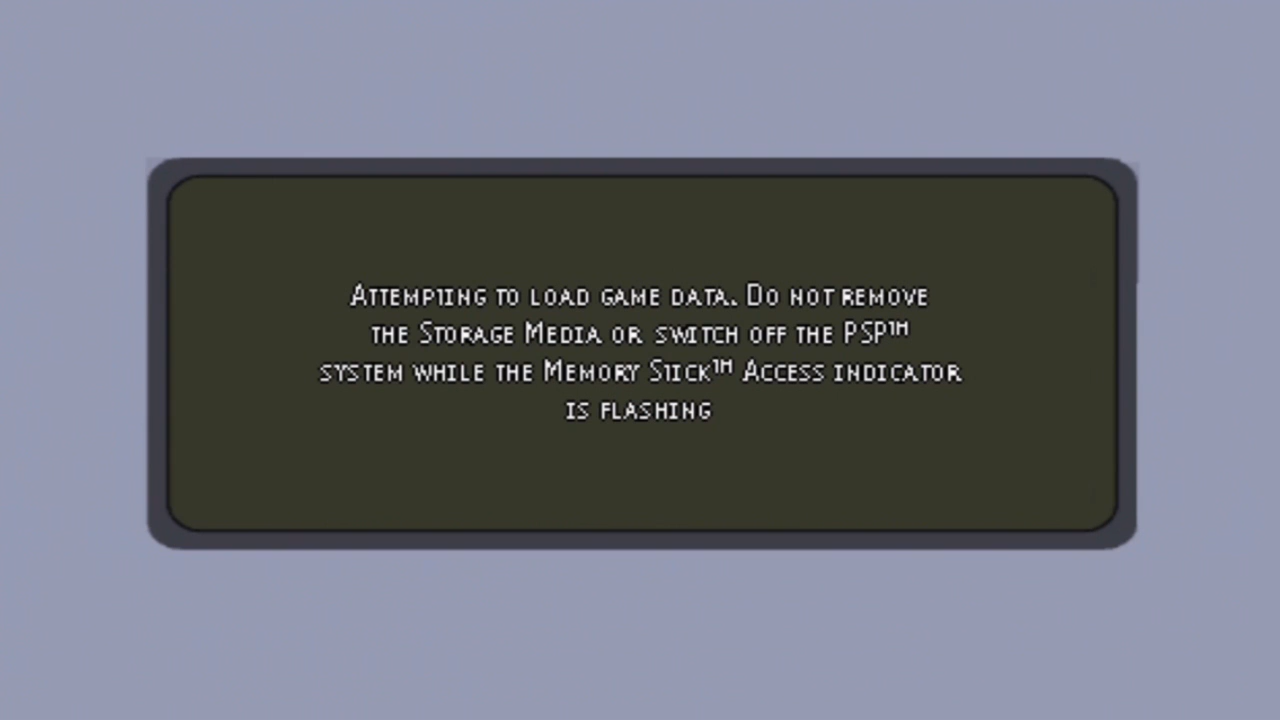 Attempting to load game data. Do not remove
the Storage Media or switch off the PSP™
system while the Memory Stick™ Access indicator
is flashing